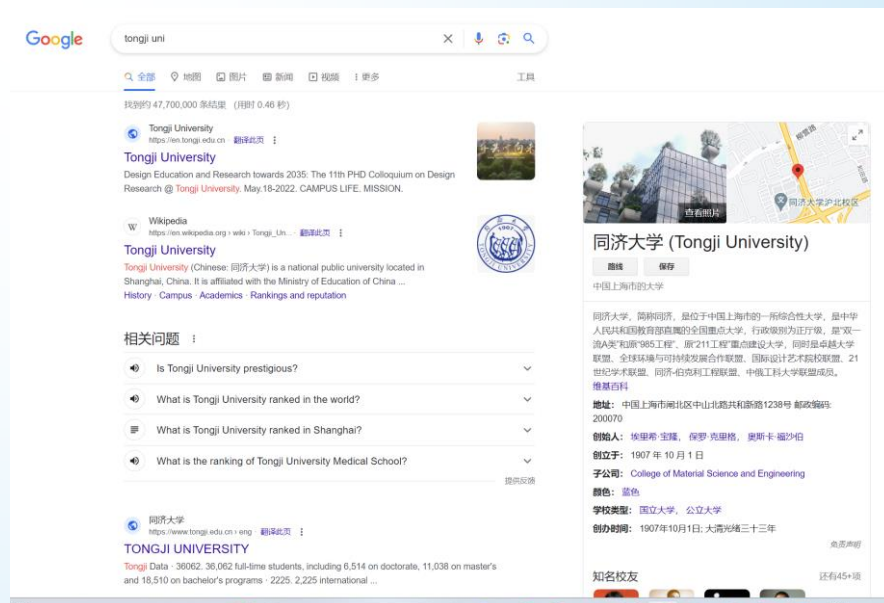 Google
tongji uni
全部 地图 图片 新闻 视频 更多 工具
找到约 47,700,000 条结果 (用时 0.46 秒)
Tongji University
https://en.tongji.edu.cn · 翻译此页
Tongji University
Design Education and Research towards 2035: The 11th PHD Colloquium on Design
Research @ Tongji University. May.18-2022. CAMPUS LIFE. MISSION.
W
Wikipedia
https://en.wikipedia.org › wiki › Tongji_Un... · 翻译此页
Tongji University
Tongji University (Chinese: 同济大学) is a national public university located in
Shanghai, China. It is affiliated with the Ministry of Education of China ...
History · Campus · Academics · Rankings and reputation
1907
TONGJI UNIVERSITY
相关问题
Is Tongji University prestigious?
What is Tongji University ranked in the world?
What is Tongji University ranked in Shanghai?
What is the ranking of Tongji University Medical School?
提供反馈
同济大学
https://www.tongji.edu.cn › eng · 翻译此页
TONGJI UNIVERSITY
Tongji Data · 36062. 36,062 full-time students, including 6,514 on doctorate, 11,038 on master's
and 18,510 on bachelor's programs · 2225. 2,225 international ...
查看照片
同济大学沪北校区
同济大学 (Tongji University)
路线 保存
中国上海市的大学
同济大学，简称同济，是位于中国上海市的一所综合性大学，是中华
人民共和国教育部直属的全国重点大学，行政级别为正厅级，是“双一
流A类”和原“985工程”、原“211工程”重点建设大学，同时是卓越大学
联盟、全球环境与可持续发展合作联盟、国际设计艺术院校联盟、21
世纪学术联盟、同济-伯克利工程联盟、中俄工科大学联盟成员。
维基百科
地址： 中国上海市闸北区中山北路共和新路1238号 邮政编码:
200070
创始人： 埃里希·宝隆， 保罗·克里格， 奥斯卡·福沙伯
创立于： 1907 年 10 月 1 日
子公司： College of Material Science and Engineering
颜色： 蓝色
学校类型： 国立大学， 公立大学
创办时间： 1907年10月1日; 大清光绪三十三年
免责声明
知名校友 还有45+项